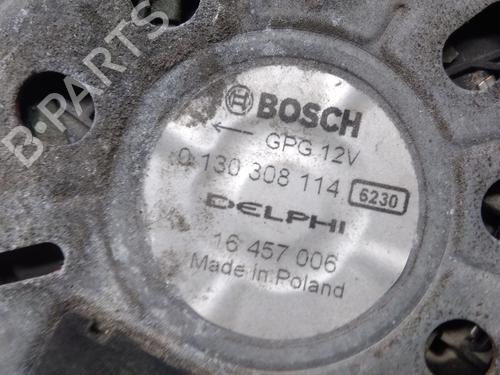 BOSCH
GPG 12V
0 130 308 114 6230
DELPHI
16 457 006
Made in Poland
B-PARTS